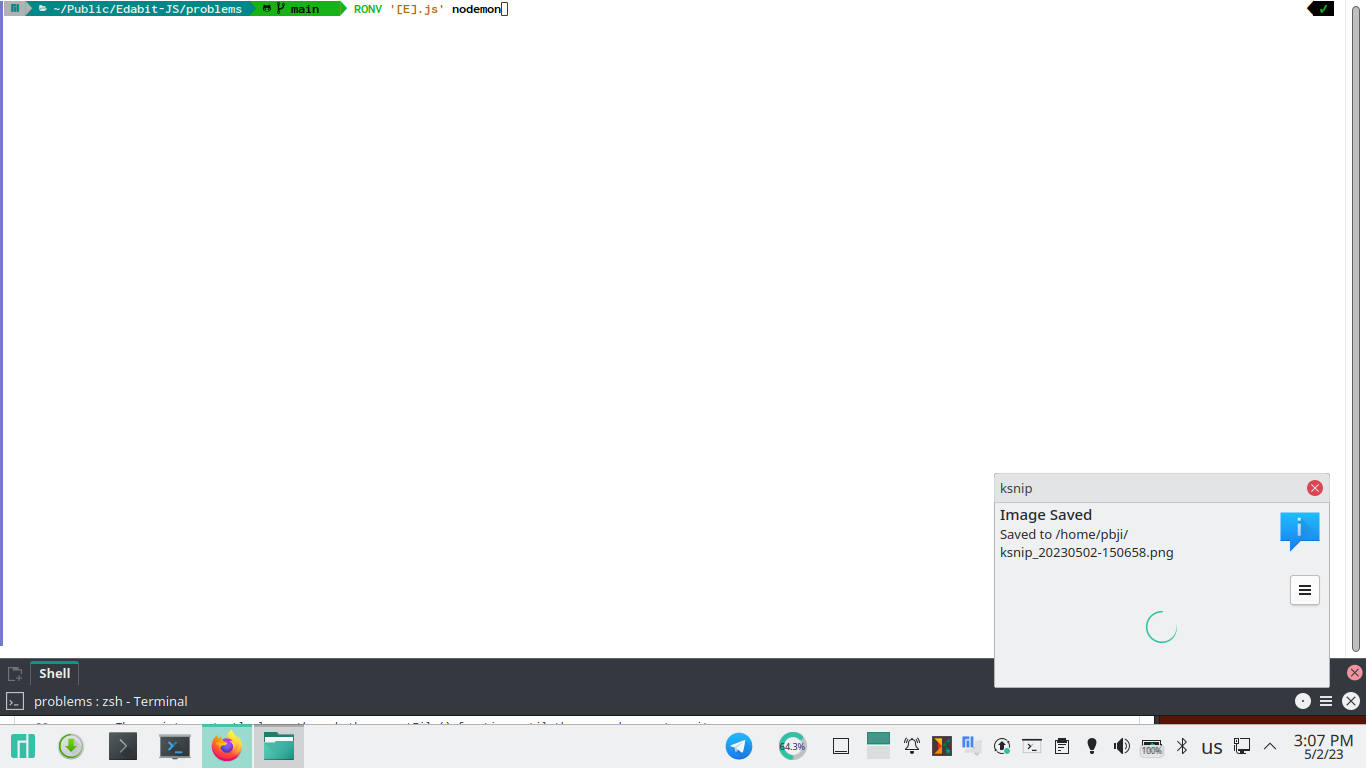 ~/Public/Edabit-JS/problems main RONV '[E].js' nodemon
ksnip
Image Saved
Saved to /home/pbji/
ksnip_20230502-150658.png
Shell
problems : zsh - Terminal
64.3%
100%
us
3:07 PM
5/2/23